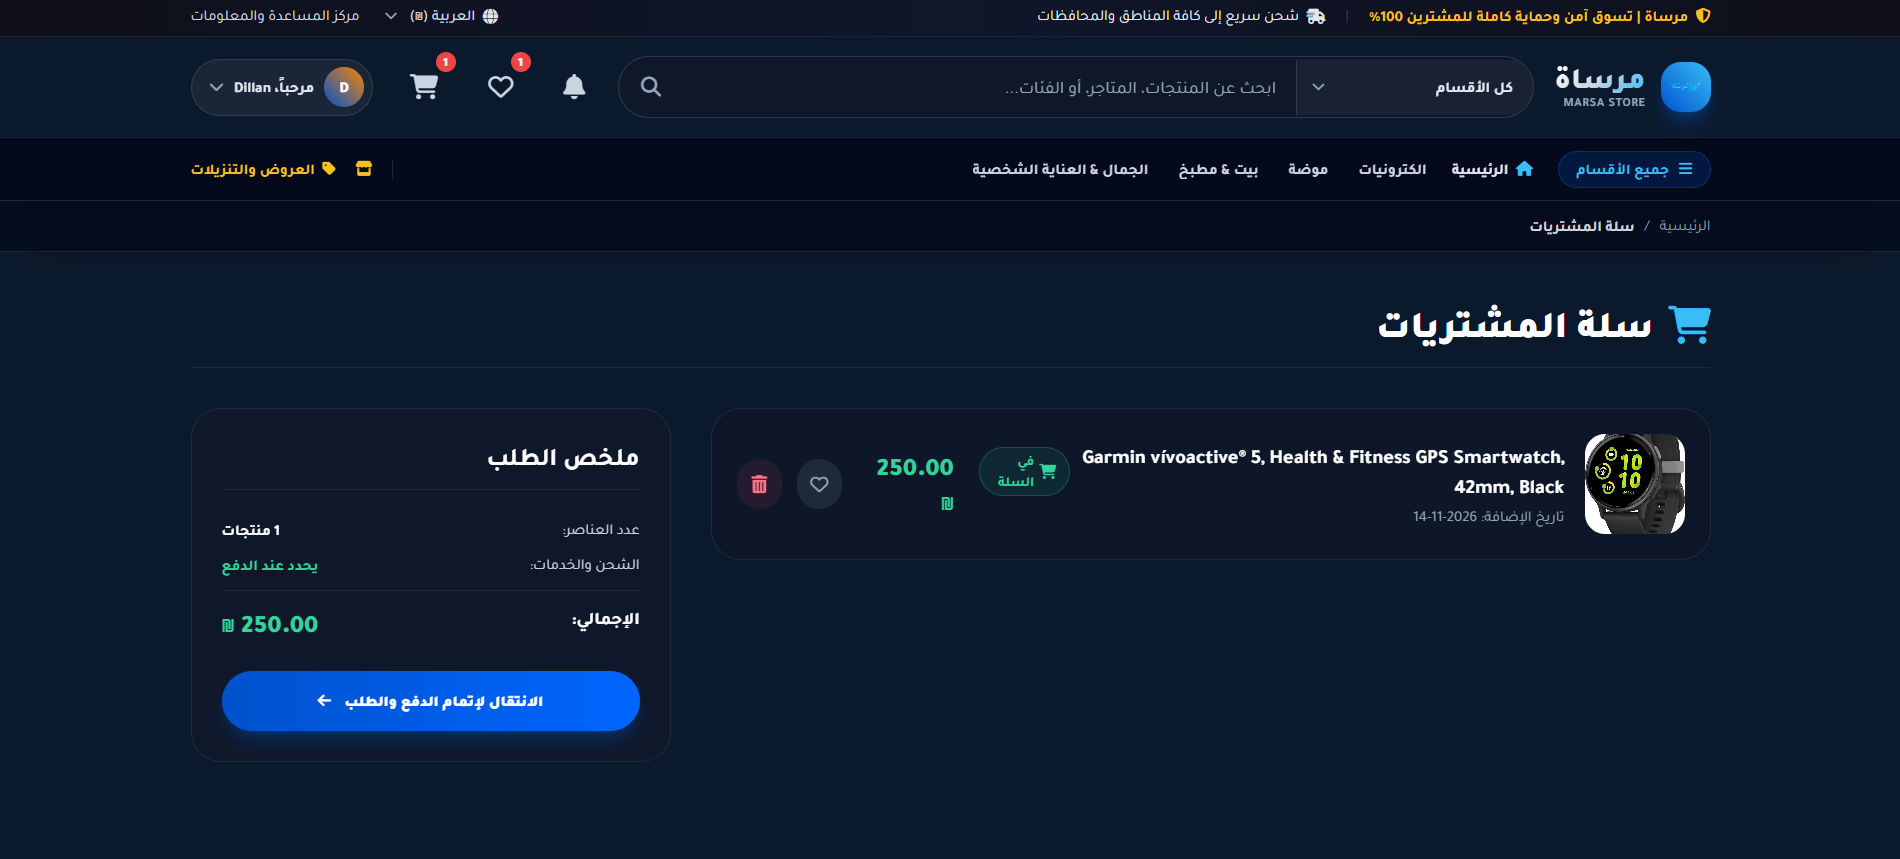 مرساة | تسوق آمن وحماية كاملة للمشترين 100%
شحن سريع إلى كافة المناطق والمحافظات
العربية (₪)
مركز المساعدة والمعلومات
مرساة
MARSA STORE
كل الأقسام
ابحث عن المنتجات، المتاجر، أو الفئات...
1
1
D
مرحباً، Dillan
جميع الأقسام
الرئيسية
الكترونيات
موضة
بيت & مطبخ
الجمال & العناية الشخصية
العروض والتنزيلات
الرئيسية / سلة المشتريات
سلة المشتريات
Garmin vívoactive® 5, Health & Fitness GPS Smartwatch,
42mm, Black
تاريخ الإضافة: 2026-11-14
10
10
في
السلة
250.00
₪
ملخص الطلب
عدد العناصر: 1 منتجات
الشحن والخدمات: يحدد عند الدفع
الإجمالي: 250.00 ₪
الانتقال لإتمام الدفع والطلب